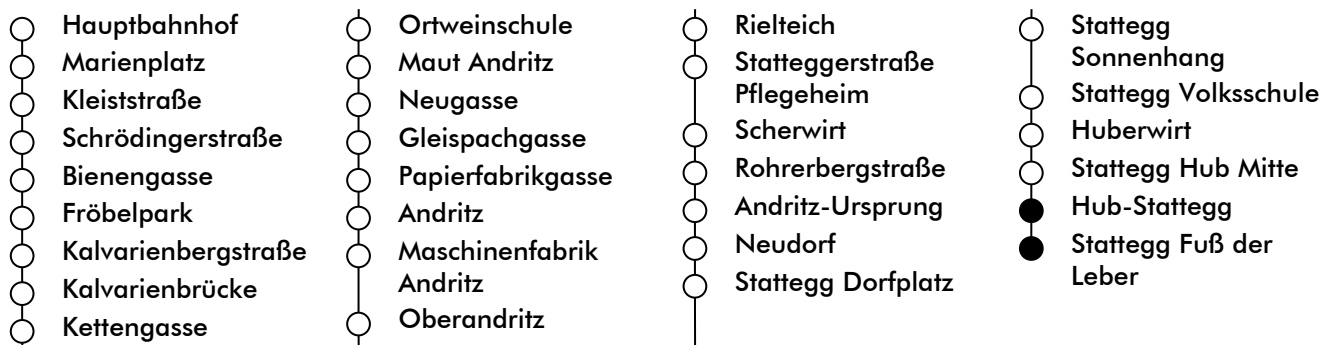 Hauptbahnhof
Marienplatz
Kleiststraße
Schrödingerstraße
Bienengasse
Fröbelpark
Kalvarienbergstraße
Kalvarienbrücke
Kettengasse
Ortweinschule
Maut Andritz
Neugasse
Gleispachgasse
Papierfabrikgasse
Andritz
Maschinenfabrik
Andritz
Oberandritz
Rielteich
Statteggerstraße
Pflegeheim
Scherwirt
Rohrerbergstraße
Andritz-Ursprung
Neudorf
Stattegg Dorfplatz
Stattegg
Sonnenhang
Stattegg Volksschule
Huberwirt
Stattegg Hub Mitte
Hub-Stattegg
Stattegg Fuß der
Leber